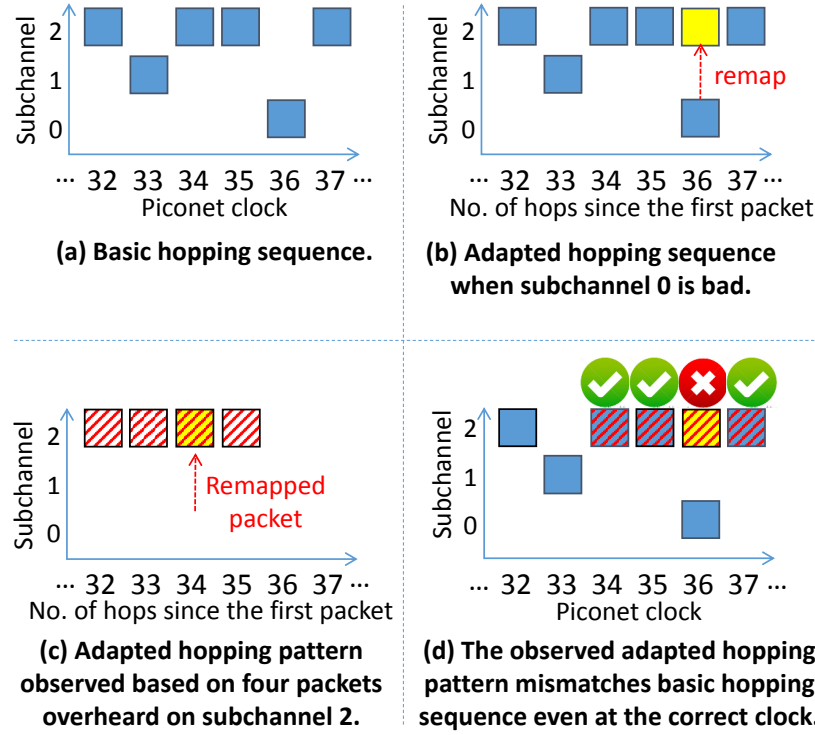 Subchannel
2
1
0
... 32 33 34 35 36 37 ...
Piconet clock
(a) Basic hopping sequence.
Subchannel
2
1
0
remap
... 32 33 34 35 36 37 ...
No. of hops since the first packet
(b) Adapted hopping sequence
when subchannel 0 is bad.
Subchannel
2
1
0
Remapped
packet
... 32 33 34 35 36 37 ...
No. of hops since the first packet
(c) Adapted hopping pattern
observed based on four packets
overheard on subchannel 2.
Subchannel
2
1
0
... 32 33 34 35 36 37 ...
Piconet clock
(d) The observed adapted hopping
pattern mismatches basic hopping
sequence even at the correct clock.